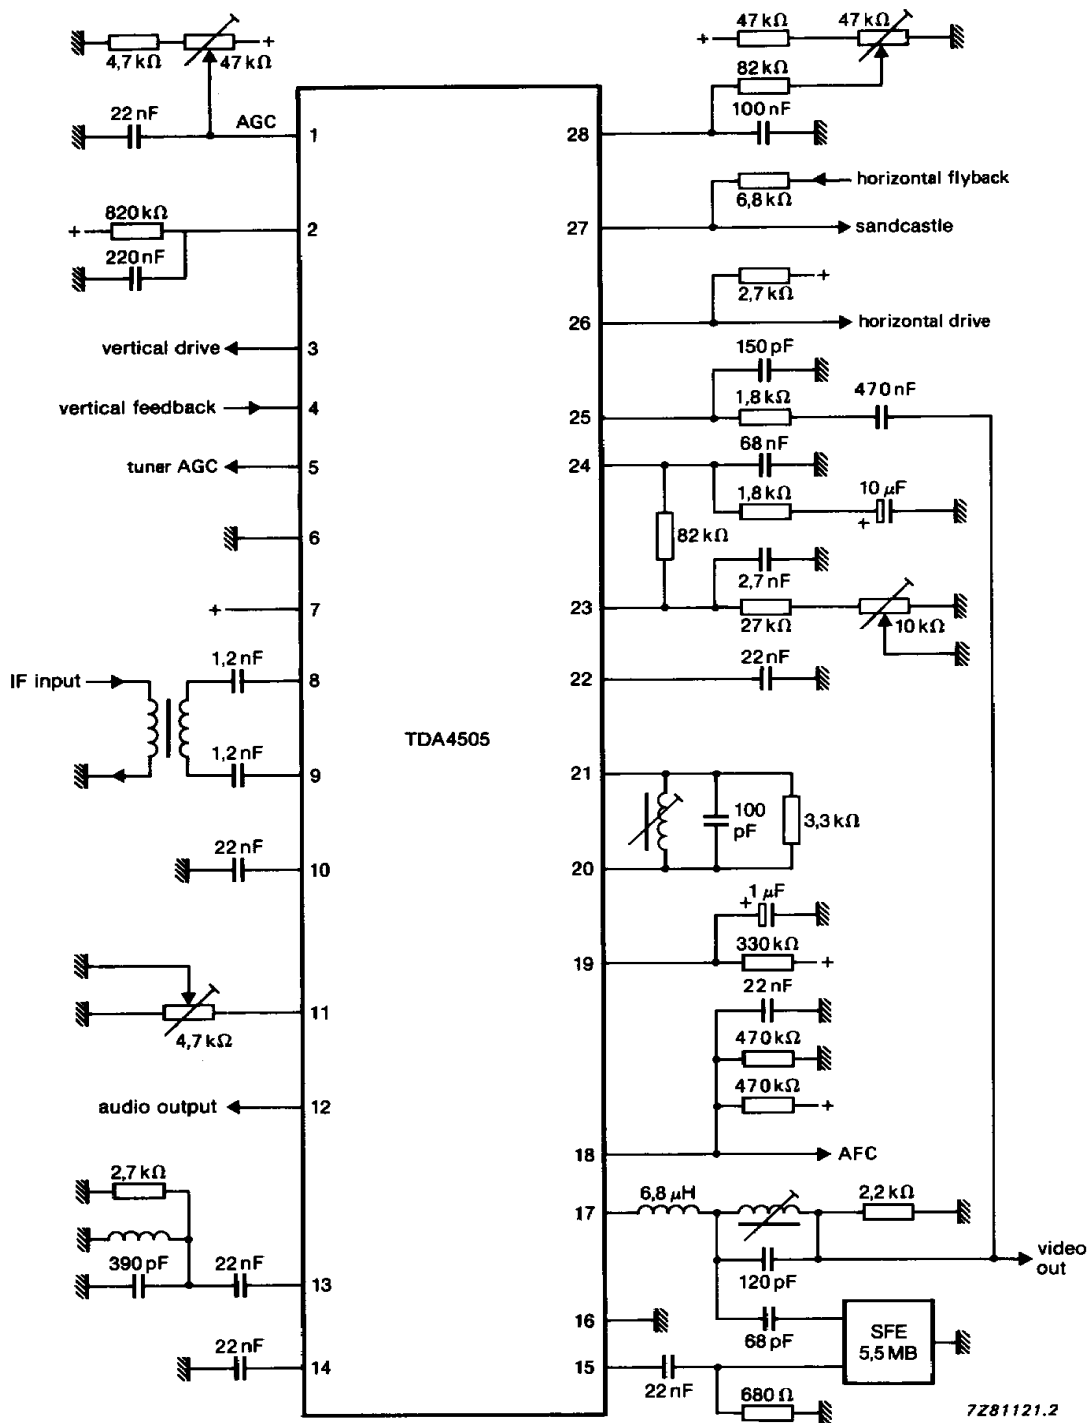 47 kΩ
47 kΩ
+
4,7 kΩ
47 kΩ
+
82 kΩ
22 nF
AGC
1
28
100 nF
820 kΩ
+
2
220 nF
horizontal flyback
6,8 kΩ
27
sandcastle
+
2,7 kΩ
26
horizontal drive
vertical drive
3
150 pF
vertical feedback
4
25
1,8 kΩ
470 nF
tuner AGC
5
24
68 nF
1,8 kΩ
10 µF
+
6
82 kΩ
2,7 nF
+
7
23
27 kΩ
10 kΩ
IF input
1,2 nF
8
22
22 nF
TDA4505
1,2 nF
9
21
100
pF
3,3 kΩ
22 nF
10
20
+
1 µF
19
330 kΩ
+
11
4,7 kΩ
22 nF
470 kΩ
470 kΩ
+
audio output
12
18
AFC
2,7 kΩ
17
6,8 µH
2,2 kΩ
120 pF
video
out
390 pF
22 nF
13
16
68 pF
SFE
5,5 MB
22 nF
14
15
22 nF
680 Ω
7Z81121.2